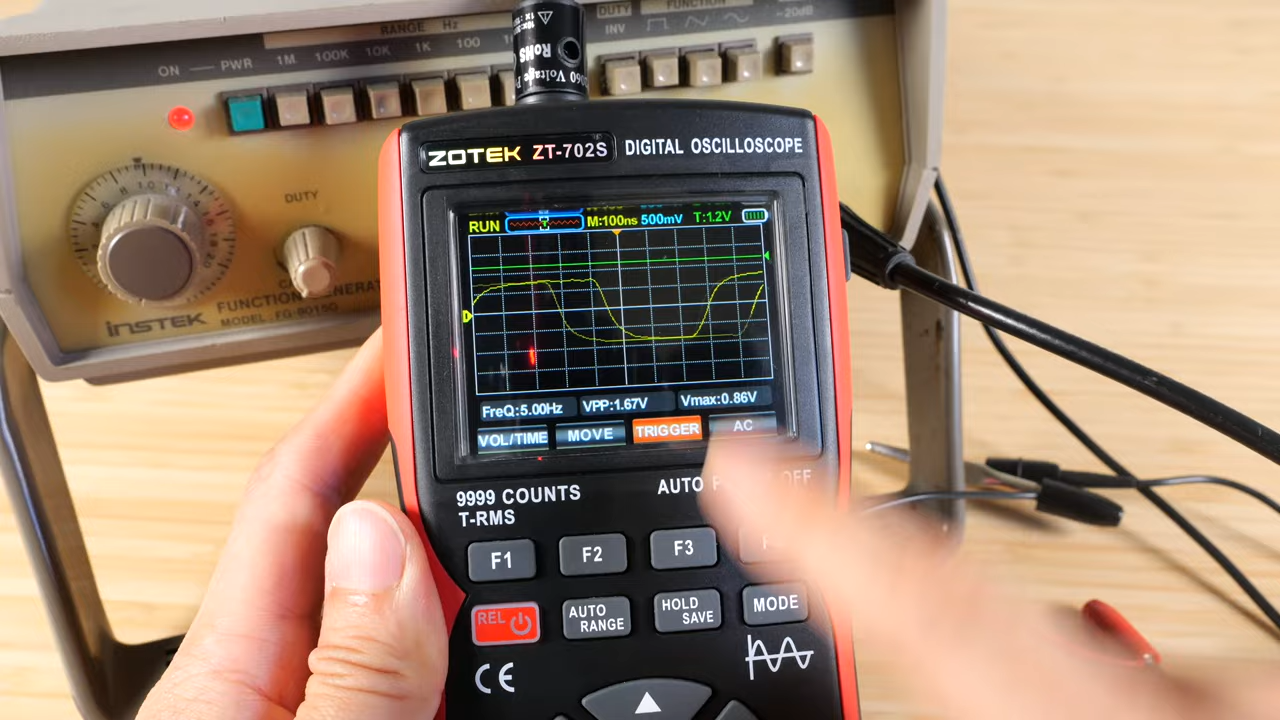 RANGE Hz
DUTY FUNCTION
ON PWR 1M 100K 10K 1K 100
INV -20dB
RoHS
DUTY
FUNCTION
INSTEK
MODEL: FG-8015G
ZOTEK ZT-702S DIGITAL OSCILLOSCOPE
RUN M:100ns 500mV T:1.2V
FreQ:5.00Hz VPP:1.67V Vmax:0.86V
VOL/TIME MOVE TRIGGER AC
9999 COUNTS AUTO
T-RMS
F1 F2 F3
REL AUTO RANGE HOLD SAVE MODE
CE